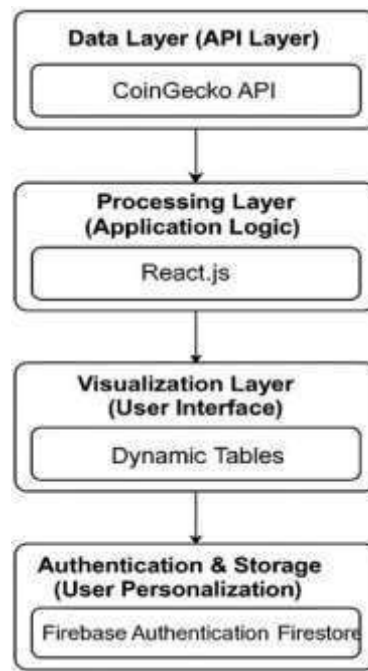 Data Layer (API Layer)
CoinGecko API
Processing Layer
(Application Logic)
React.js
Visualization Layer
(User Interface)
Dynamic Tables
Authentication & Storage
(User Personalization)
Firebase Authentication Firestore